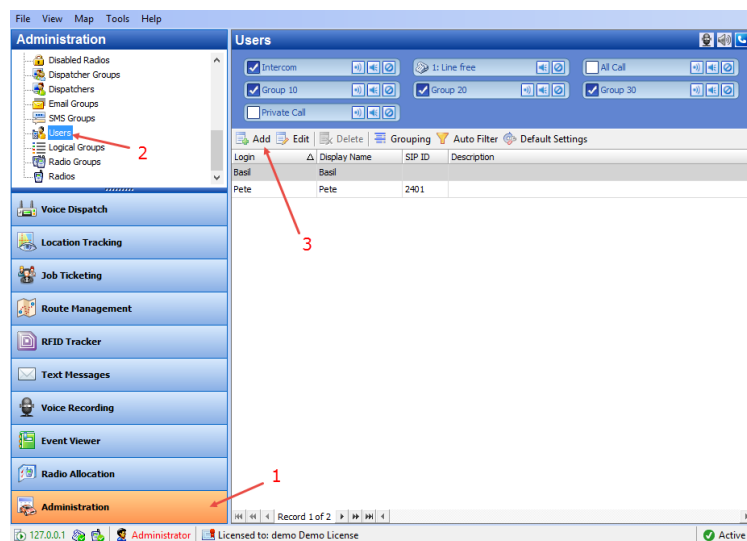 File View Map Tools Help
Administration
Users
Disabled Radios
Dispatcher Groups
Dispatchers
Email Groups
SMS Groups
Users
Logical Groups
Radio Groups
Radios
2
Intercom
1: Line free
All Call
Group 10
Group 20
Group 30
Private Call
Add Edit Delete Grouping Auto Filter Default Settings
Login Display Name SIP ID Description
Basil Basil
Pete Pete 2401
3
Voice Dispatch
Location Tracking
Job Ticketing
Route Management
RFID Tracker
Text Messages
Voice Recording
Event Viewer
Radio Allocation
Administration
1
Record 1 of 2
127.0.0.1 Administrator Licensed to: demo Demo License Active